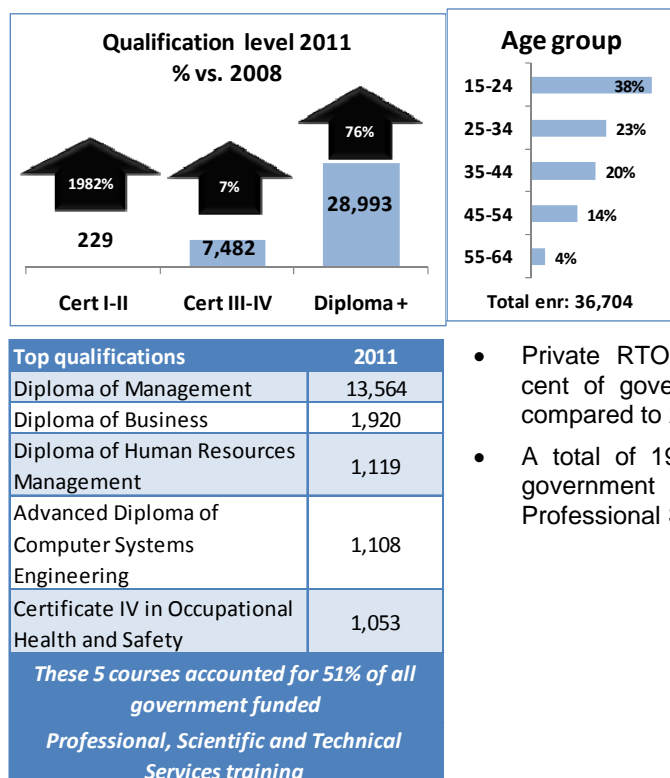 Qualification level 2011
% vs. 2008
1982%
7%
76%
229
7,482
28,993
Cert I-II
Cert III-IV
Diploma +
Age group
15-24 38%
25-34 23%
35-44 20%
45-54 14%
55-64 4%
Total enr: 36,704
Top qualifications 2011
Diploma of Management 13,564
Diploma of Business 1,920
Diploma of Human Resources
Management 1,119
Advanced Diploma of
Computer Systems
Engineering 1,108
Certificate IV in Occupational
Health and Safety 1,053
These 5 courses accounted for 51% of all
government funded
Professional, Scientific and Technical
Services training
• Private RTO
cent of gove
compared to
• A total of 19
government
Professional